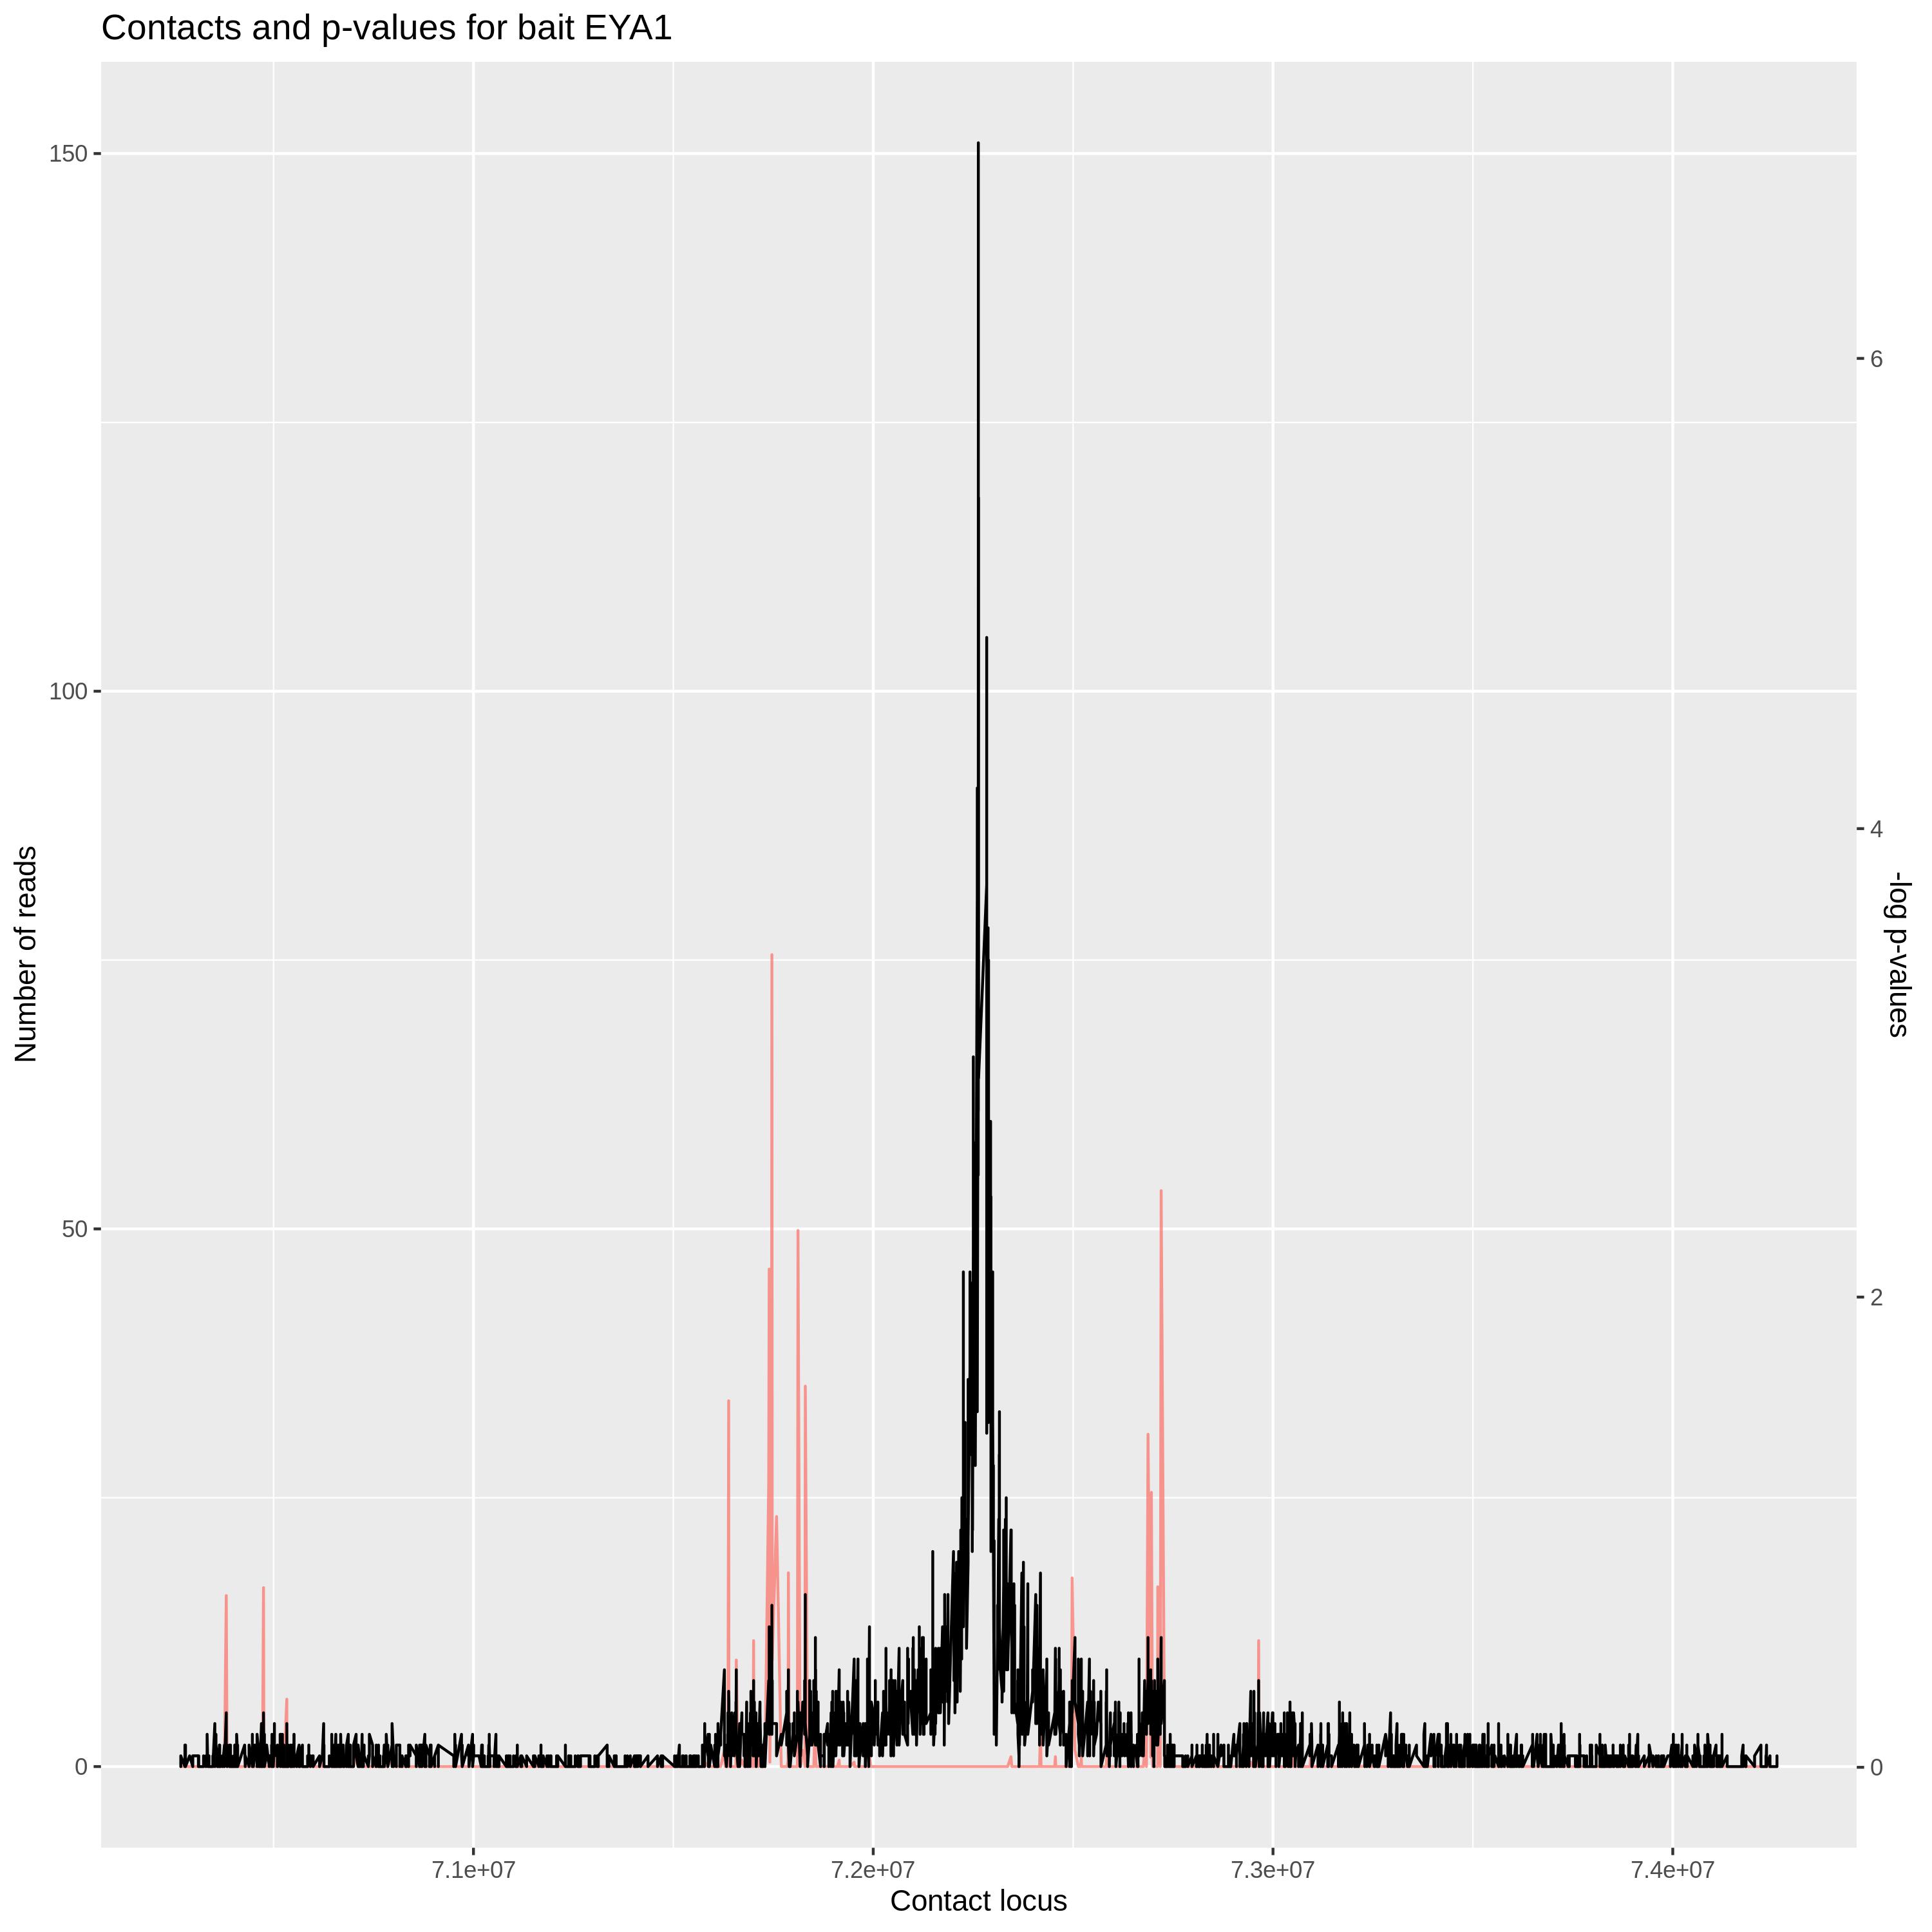 Contacts and p-values for bait EYA1
150
100
50
0
6
4
2
0
Number of reads
-log p-values
7.1e+07
7.2e+07
7.3e+07
7.4e+07
Contact locus